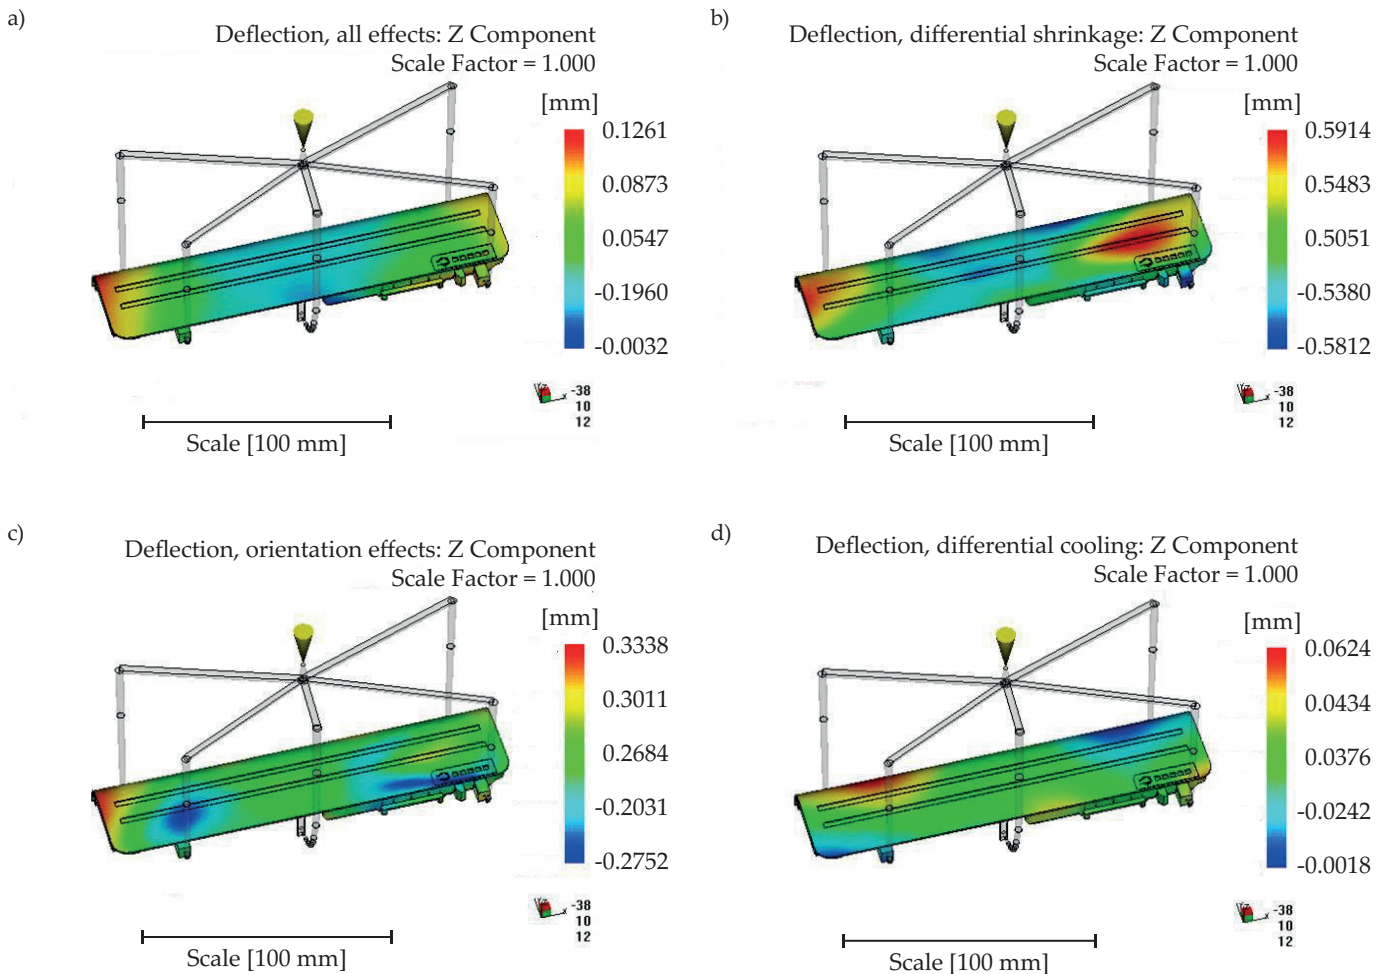 a)
Deflection, all effects: Z Component
Scale Factor = 1.000
[mm]
0.1261
0.0873
0.0547
-0.1960
-0.0032
-38
10
12
Scale [100 mm]
b)
Deflection, differential shrinkage: Z Component
Scale Factor = 1.000
[mm]
0.5914
0.5483
0.5051
-0.5380
-0.5812
-38
10
12
Scale [100 mm]
c)
Deflection, orientation effects: Z Component
Scale Factor = 1.000
[mm]
0.3338
0.3011
0.2684
-0.2031
-0.2752
-38
10
12
Scale [100 mm]
d)
Deflection, differential cooling: Z Component
Scale Factor = 1.000
[mm]
0.0624
0.0434
0.0376
-0.0242
-0.0018
-38
10
12
Scale [100 mm]